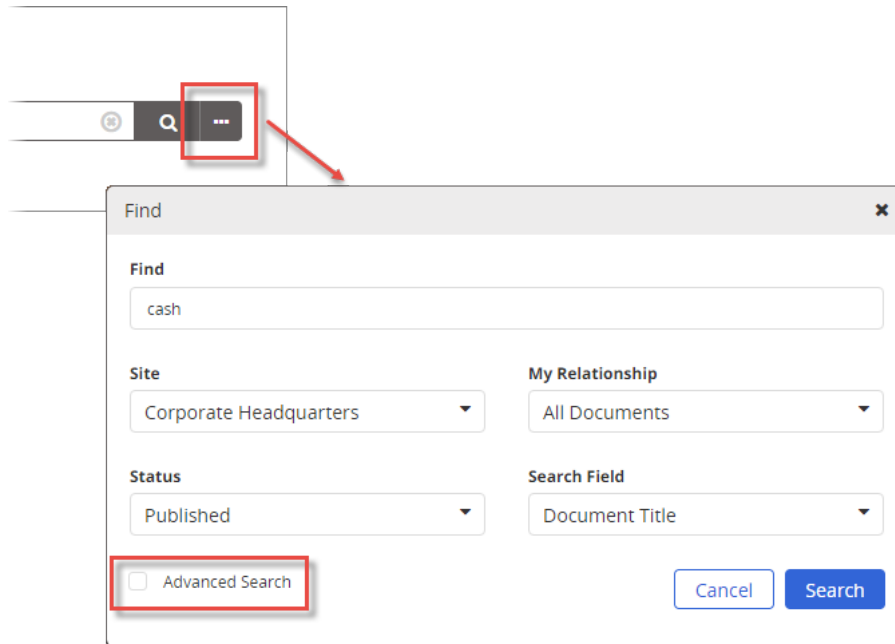 Find
Find
cash
Site
My Relationship
Corporate Headquarters
All Documents
Status
Search Field
Published
Document Title
Advanced Search
Cancel
Search